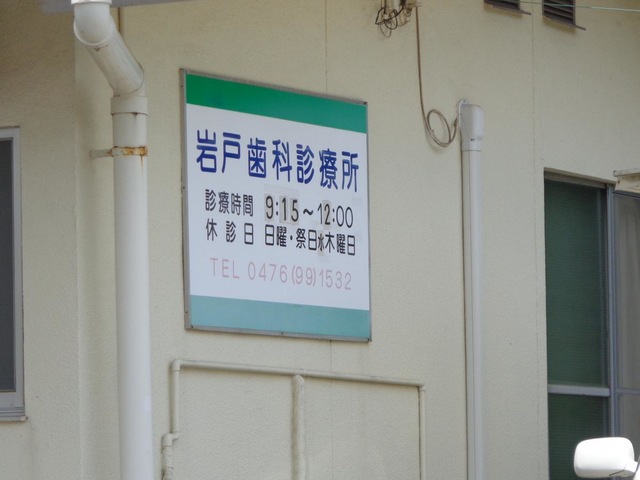 岩戸歯科診療所
診療時間 9:15～12:00
休診日 日曜・祭日水木曜日
TEL 0476(99)1532